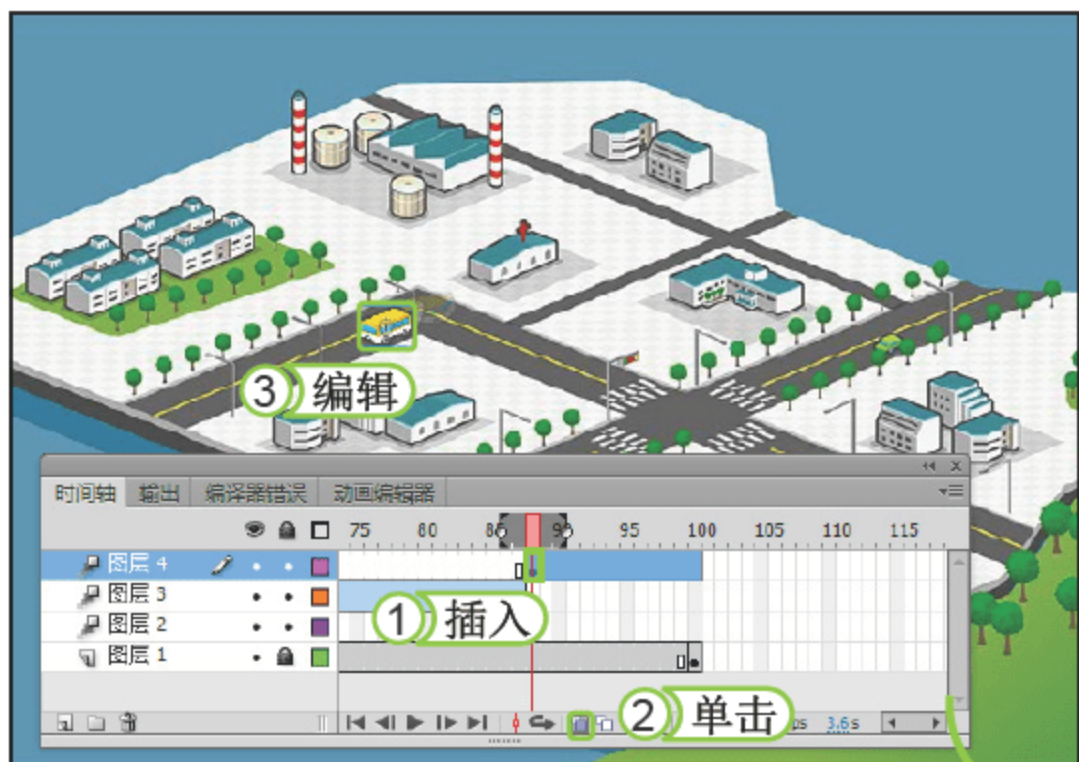 ③ 编辑
时间轴 输出 编译器错误 动画编辑器
75 80 85 90 95 100 105 110 115
图层 4
图层 3
① 插入
图层 2
图层 1
② 单击
3.6s